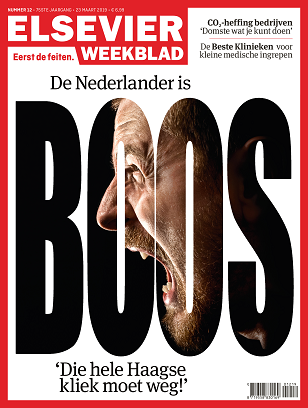 NUMMER 12 - 75STE JAARGANG - 23 MAART 2019 - € 6,99
ELSEVIER
Eerst de feiten.
WEEKBLAD
CO₂-heffing bedrijven
‘Domste wat je kunt doen’
De Beste Klinieken voor
kleine medische ingrepen
De Nederlander is
BOOS
‘Die hele Haagse
kliek moet weg!’